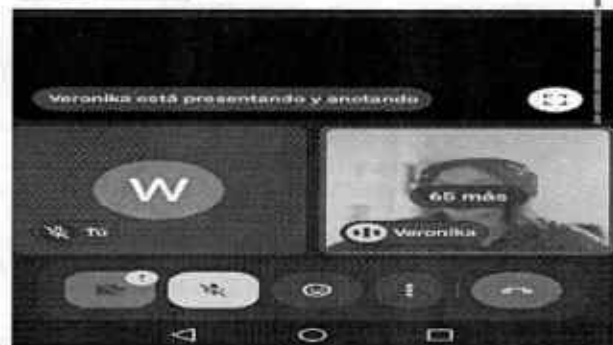 Veronika está presentando y anotando
W
65 más
Tú
Veronika